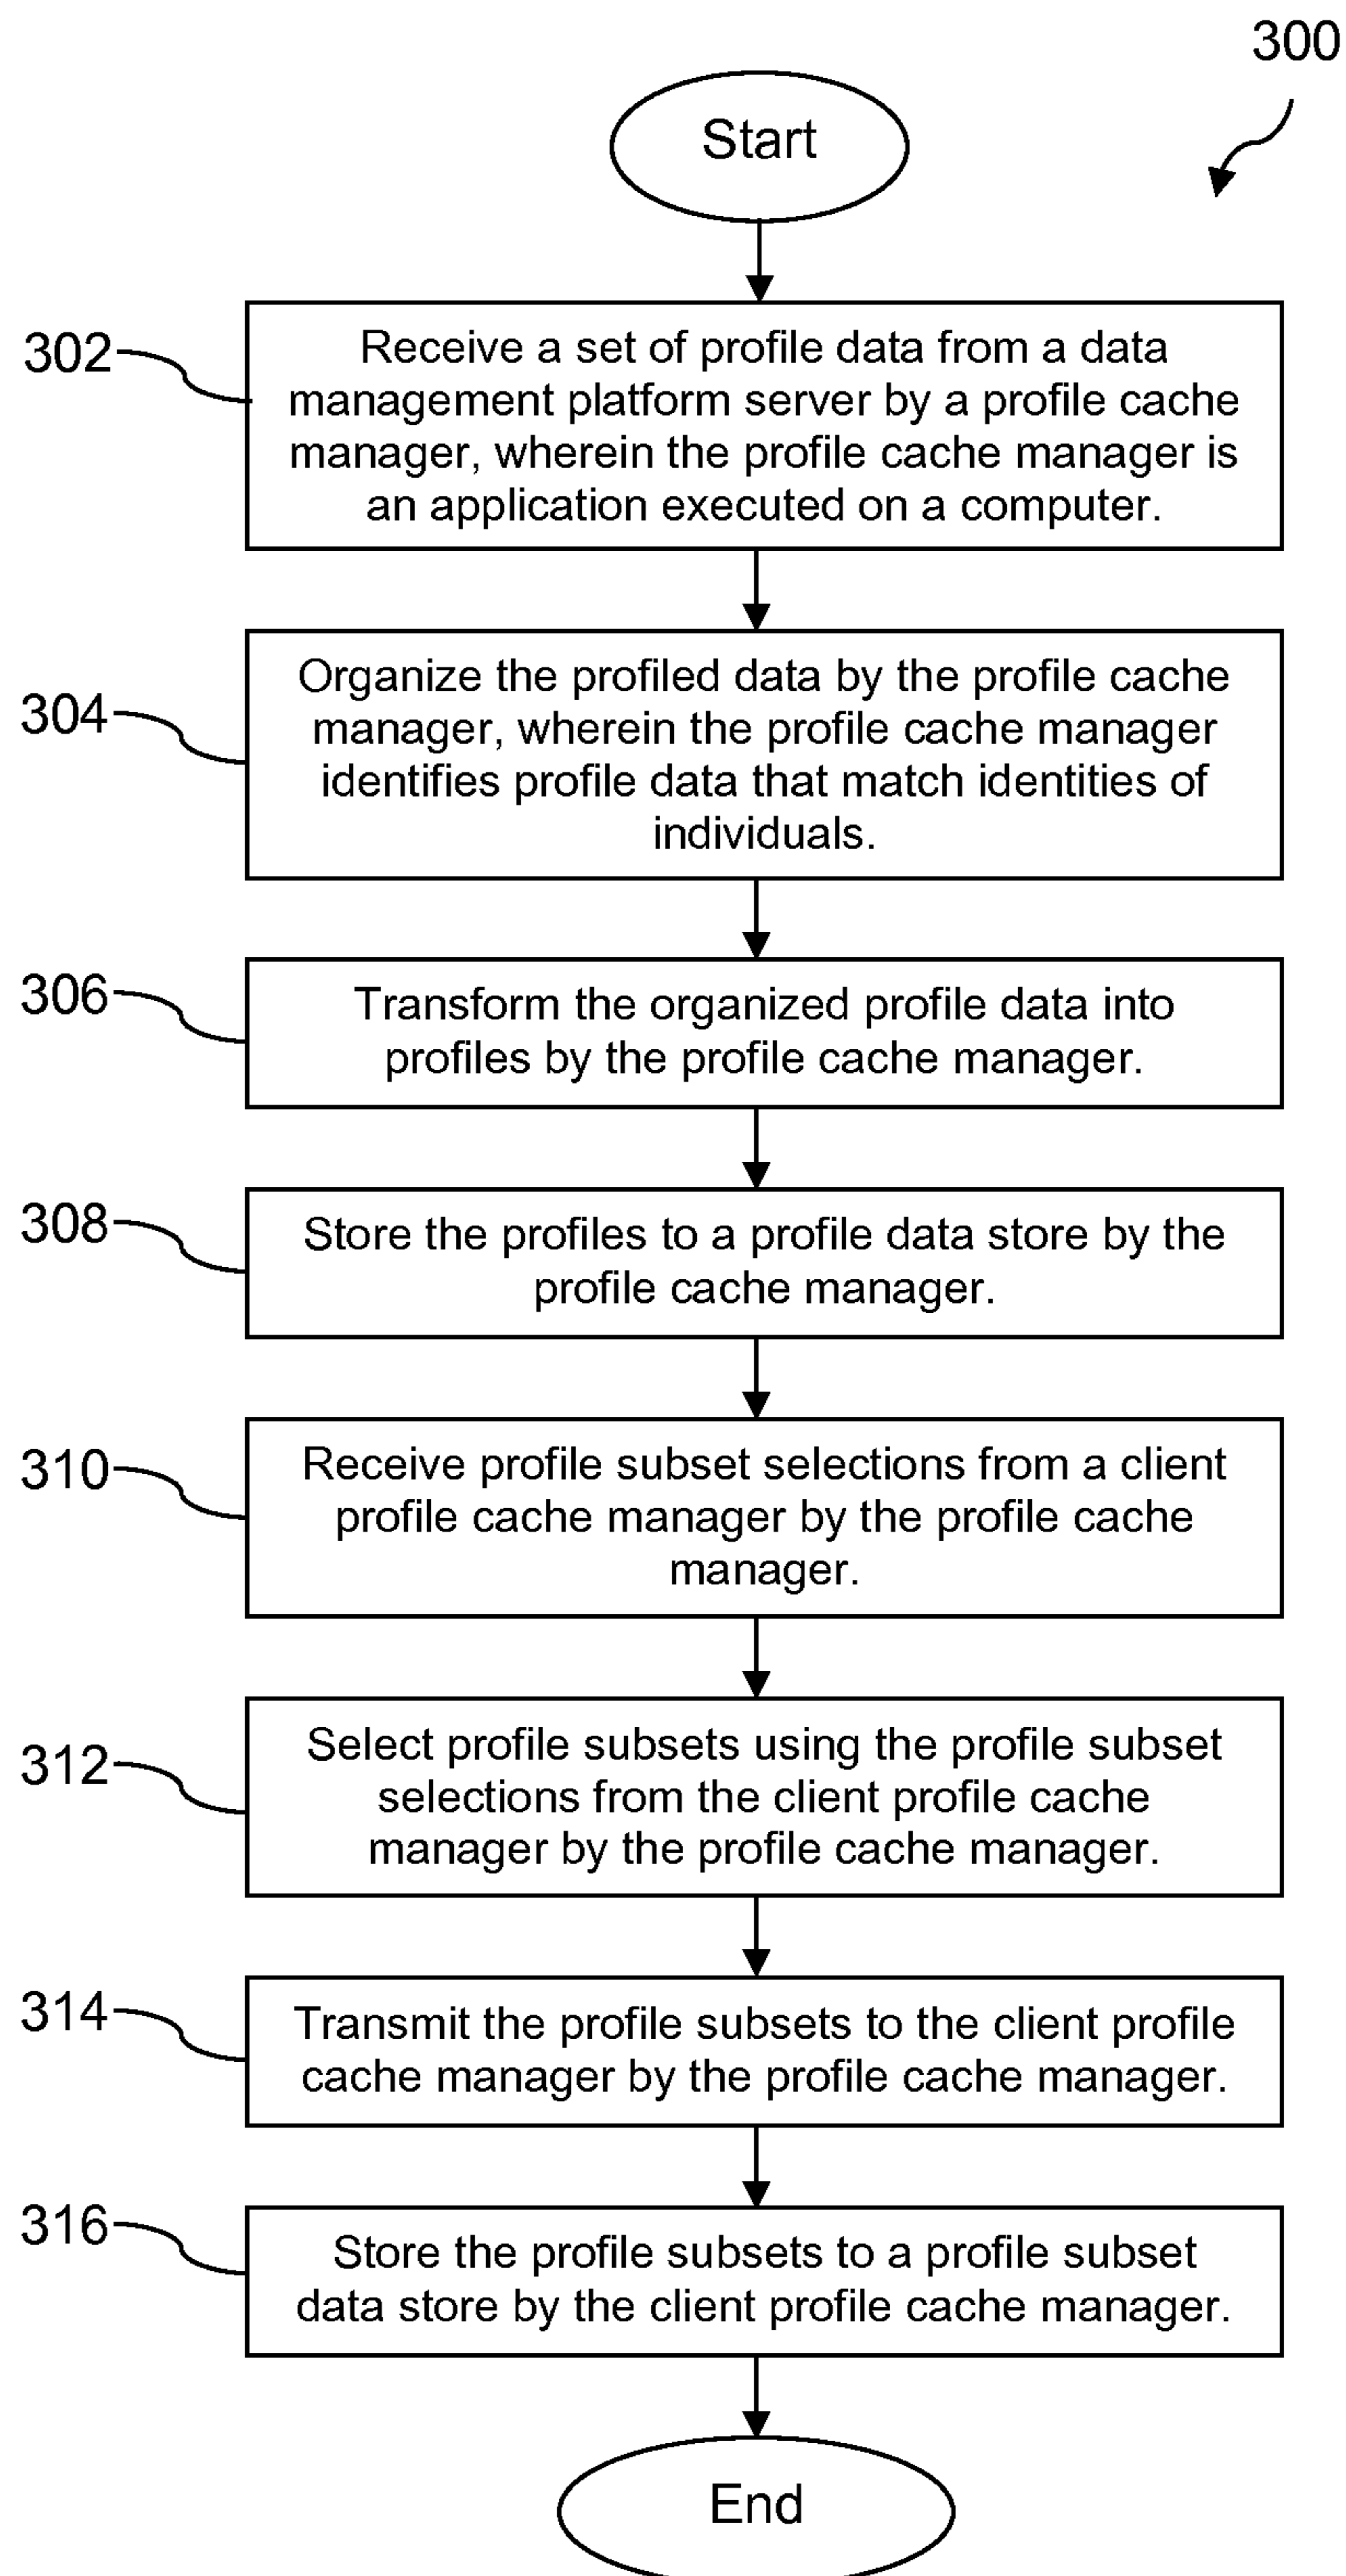 300
Start
302
Receive a set of profile data from a data
management platform server by a profile cache
manager, wherein the profile cache manager is
an application executed on a computer.
304
Organize the profiled data by the profile cache
manager, wherein the profile cache manager
identifies profile data that match identities of
individuals.
306
Transform the organized profile data into
profiles by the profile cache manager.
308
Store the profiles to a profile data store by the
profile cache manager.
310
Receive profile subset selections from a client
profile cache manager by the profile cache
manager.
312
Select profile subsets using the profile subset
selections from the client profile cache
manager by the profile cache manager.
314
Transmit the profile subsets to the client profile
cache manager by the profile cache manager.
316
Store the profile subsets to a profile subset
data store by the client profile cache manager.
End